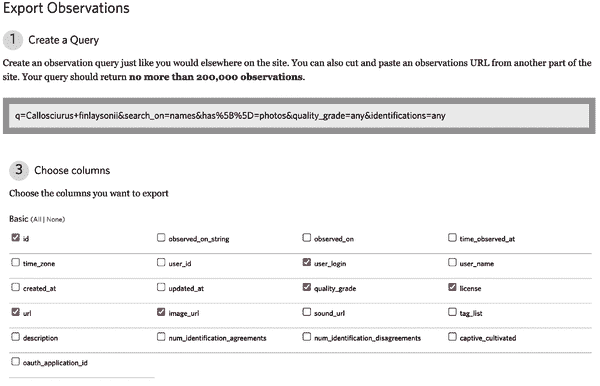 Export Observations
1 Create a Query
Create an observation query just like you would elsewhere on the site. You can also cut and paste an observations URL from another part of the
site. Your query should return no more than 200,000 observations.
q=Callosciurus+finlaysonii&search_on=names&has%5B%5D=photos&quality_grade=any&identifications=any
3 Choose columns
Choose the columns you want to export
Basic (All | None)
id observed_on_string observed_on time_observed_at
time_zone user_id user_login user_name
created_at updated_at quality_grade license
url image_url sound_url tag_list
description num_identification_agreements num_identification_disagreements captive_cultivated
oauth_application_id